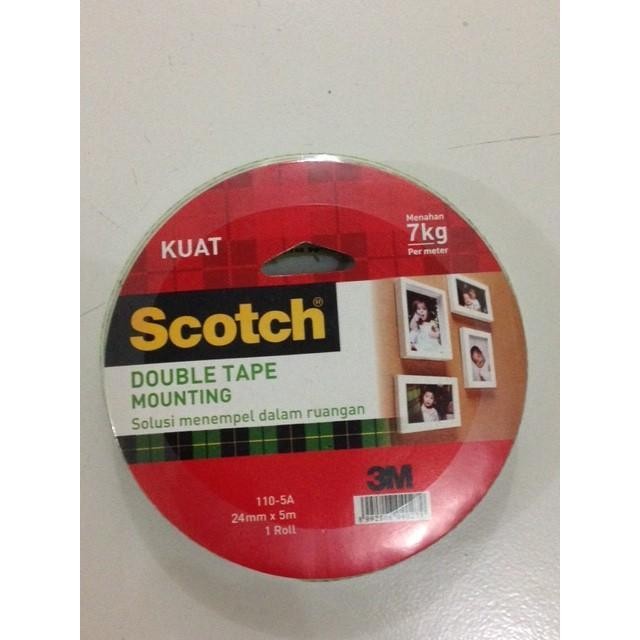 KUAT
Menahan
7kg
Per meter
Scotch®
DOUBLE TAPE
MOUNTING
Solusi menempel dalam ruangan
3M
110-5A
24mm x 5m
1 Roll